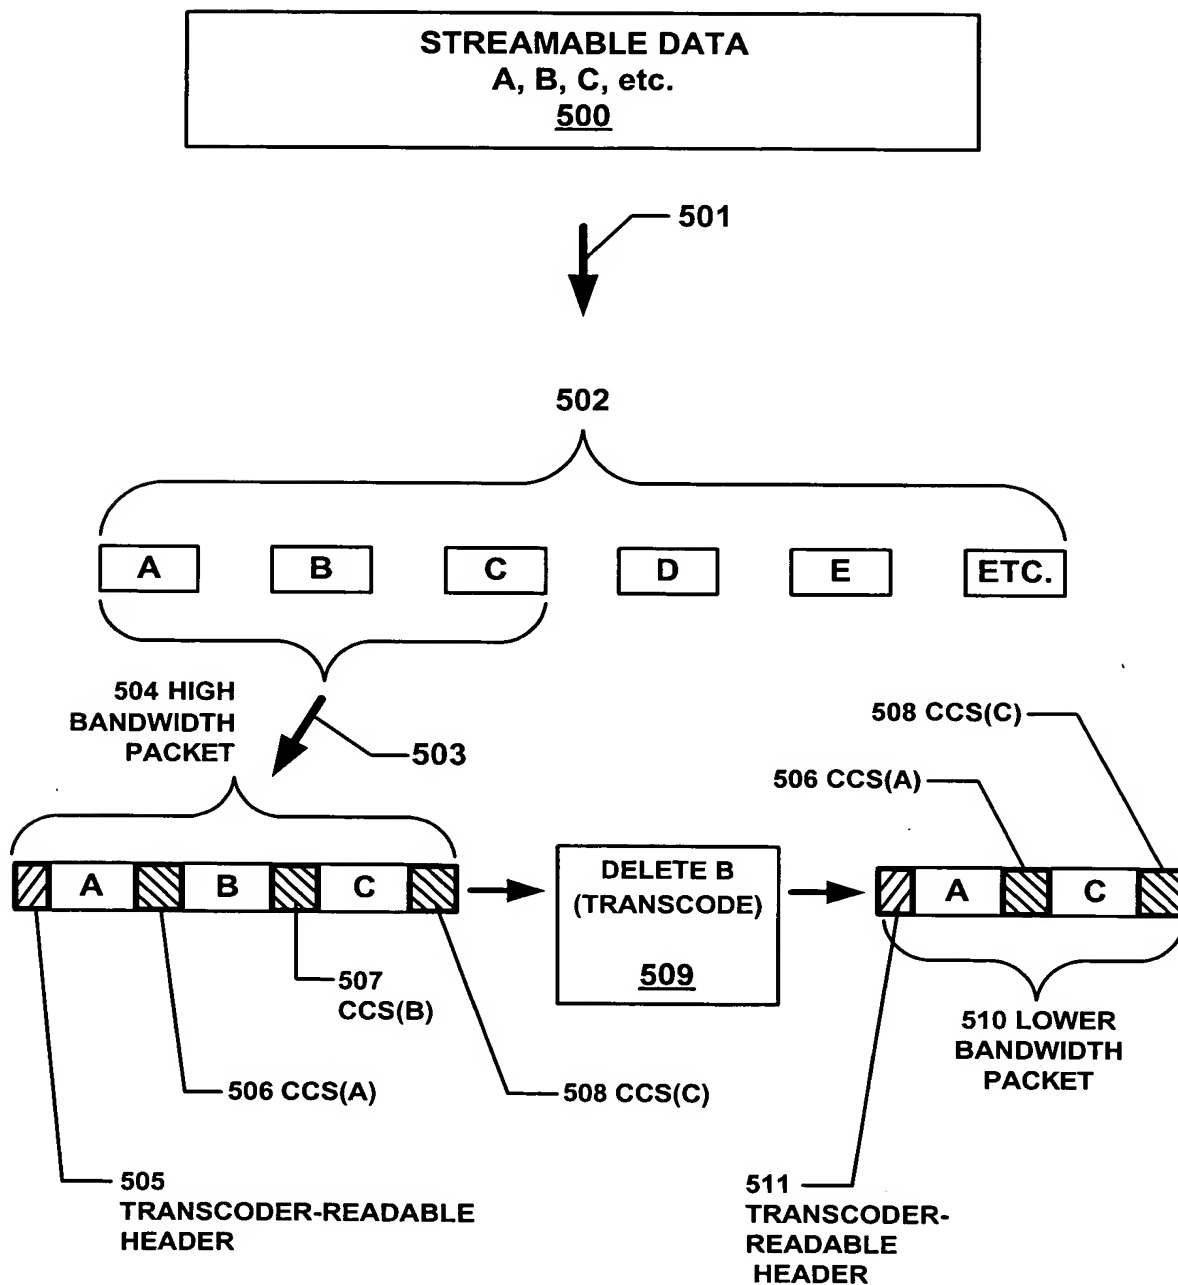 STREAMABLE DATA
A, B, C, etc.
500
501
502
A B C D E ETC.
504 HIGH
BANDWIDTH
PACKET
503
508 CCS(C)
506 CCS(A)
A B C
DELETE B
(TRANSCODE)
509
A C
507
CCS(B)
506 CCS(A)
508 CCS(C)
510 LOWER
BANDWIDTH
PACKET
505
TRANSCODER-READABLE
HEADER
511
TRANSCODER-
READABLE
HEADER